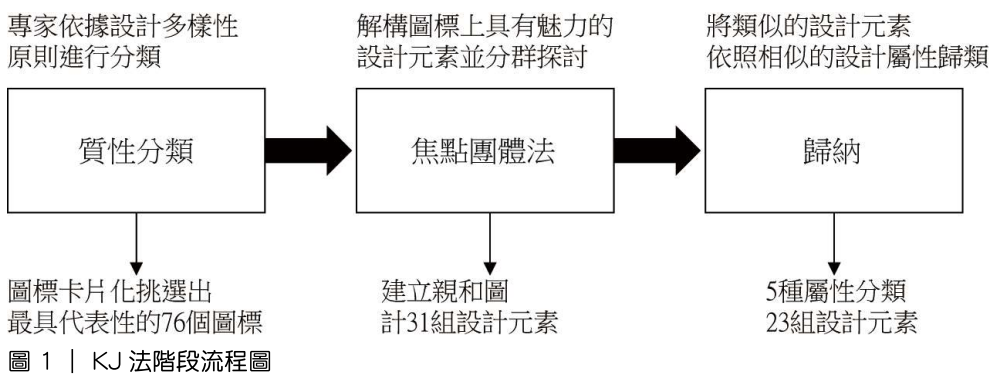 專家依據設計多樣性
原則進行分類
解構圖標上具有魅力的
設計元素並分群探討
將類似的設計元素
依照相似的設計屬性歸類
質性分類
焦點團體法
歸納
圖標卡片化挑選出
最具代表性的76個圖標
建立親和圖
計31組設計元素
5種屬性分類
23組設計元素
圖 1 | KJ 法階段流程圖